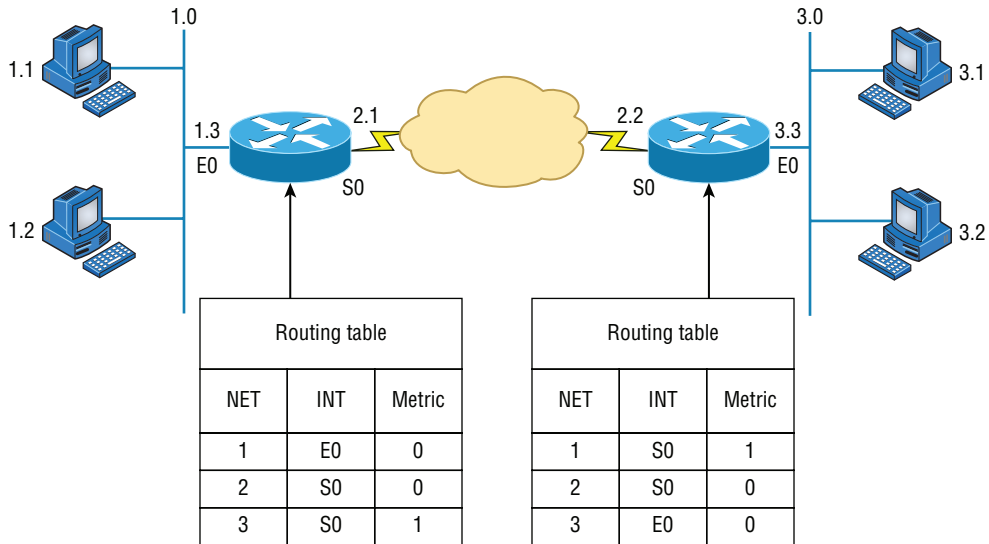 1.0
3.0
1.1
3.1
1.3
2.1
2.2
3.3
E0
S0
S0
E0
1.2
3.2
Routing table
NET INT Metric
1 E0 0
2 S0 0
3 S0 1
Routing table
NET INT Metric
1 S0 1
2 S0 0
3 E0 0